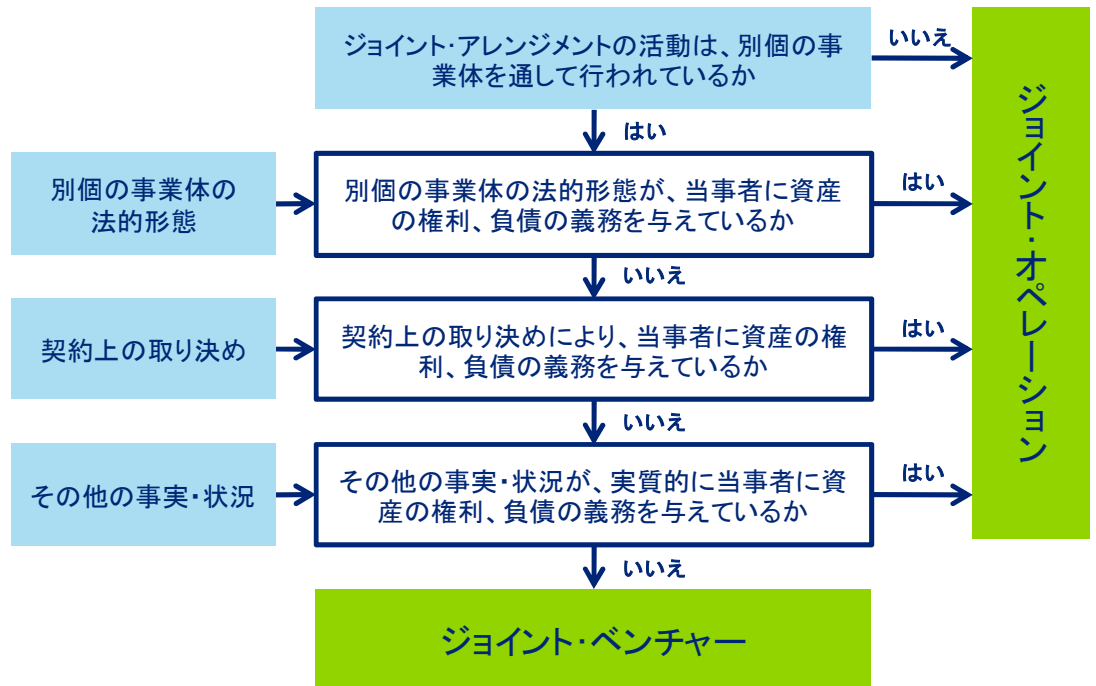 ジョイント・アレンジメントの活動は、別個の事
業体を通して行われているか
いいえ
はい
別個の事業体の
法的形態
別個の事業体の法的形態が、当事者に資産
の権利、負債の義務を与えているか
はい
いいえ
契約上の取り決め
契約上の取り決めにより、当事者に資産の権
利、負債の義務を与えているか
はい
いいえ
その他の事実・状況
その他の事実・状況が、実質的に当事者に資
産の権利、負債の義務を与えているか
はい
いいえ
ジョイント・オペレーション
ジョイント・ベンチャー